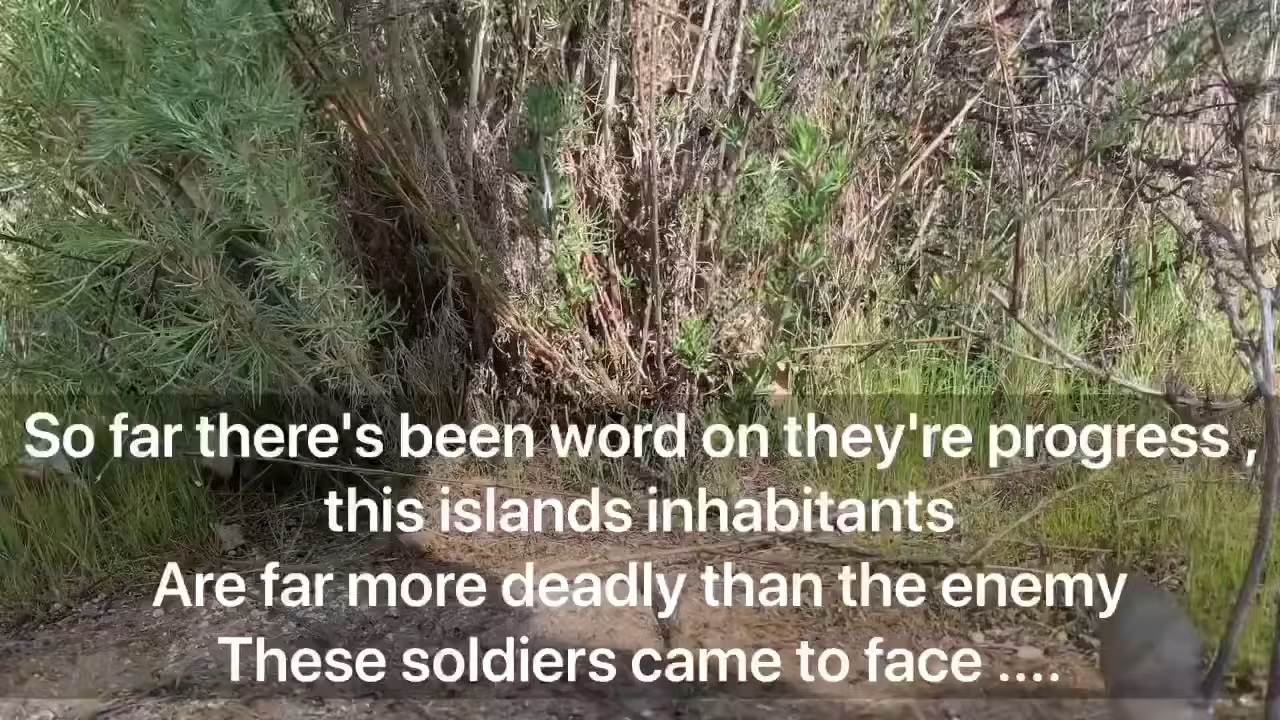 So far there's been word on they're progress ,
this islands inhabitants
Are far more deadly than the enemy
These soldiers came to face ....